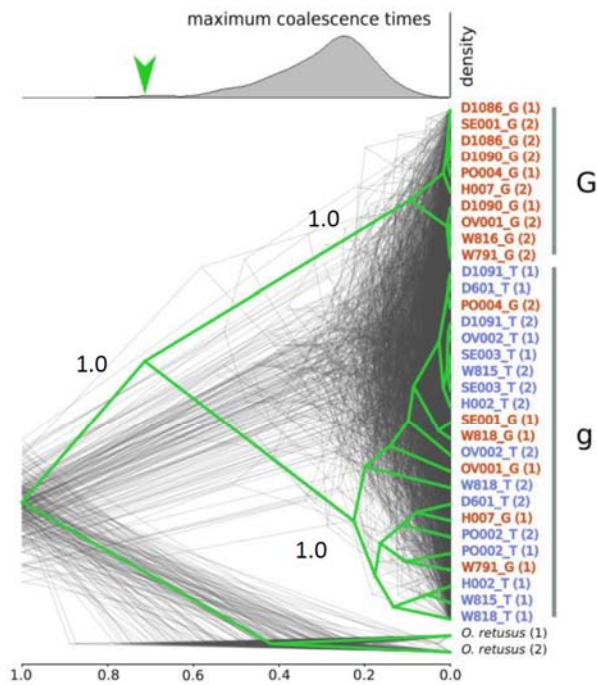 maximum coalescence times
density
D1086_G (1)
SE001_G (2)
D1086_G (2)
D1090_G (2)
PO004_G (1)
H007_G (2)
D1090_G (1)
OV001_G (2)
W816_G (2)
W791_G (2)
G
D1091_T (1)
D601_T (1)
PO004_G (2)
D1091_T (2)
OV002_T (1)
SE003_T (1)
W815_T (2)
SE003_T (2)
H002_T (2)
SE001_G (1)
W818_G (1)
OV002_T (2)
OV001_G (1)
W818_T (2)
D601_T (2)
H007_G (1)
PO002_T (2)
PO002_T (1)
W791_G (1)
H002_T (1)
W815_T (1)
W818_T (1)
g
O. retusus (1)
O. retusus (2)
1.0
1.0
1.0
1.0 0.8 0.6 0.4 0.2 0.0